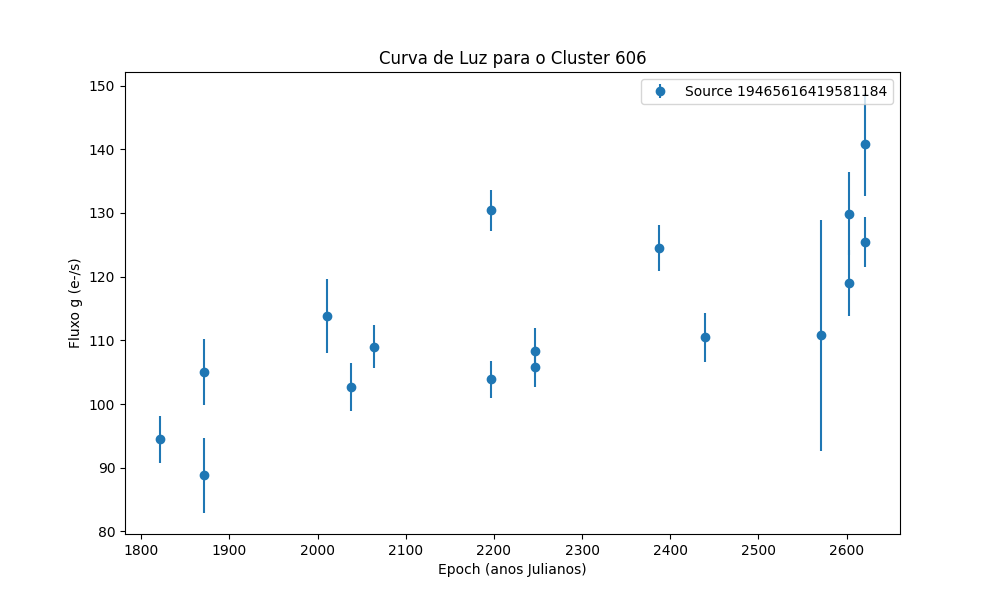 Curva de Luz para o Cluster 606
Source 19465616419581184
Fluxo g (e-/s)
150
140
130
120
110
100
90
80
1800 1900 2000 2100 2200 2300 2400 2500 2600
Epoch (anos Julianos)